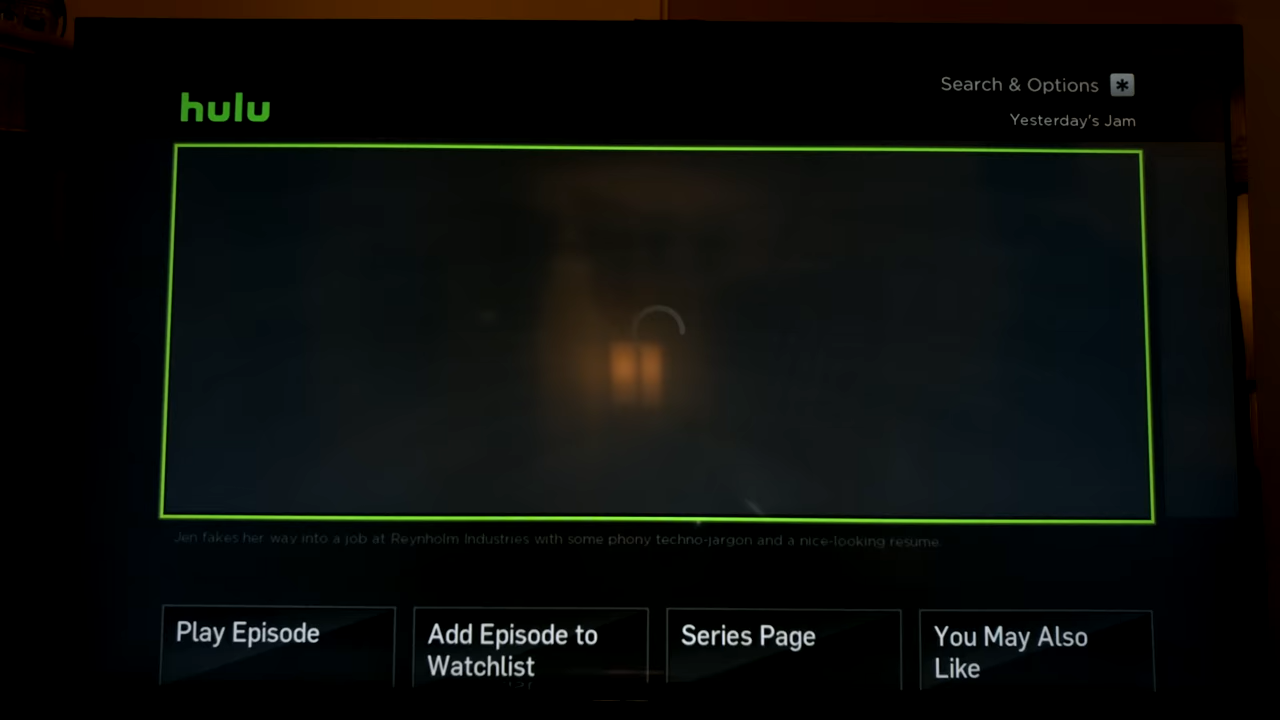 hulu
Search & Options *
Yesterday's Jam
Jen fakes her way into a job at Reynholm Industries with some phony techno-jargon and a nice-looking resume.
Play Episode
Add Episode to
Watchlist
Series Page
You May Also
Like